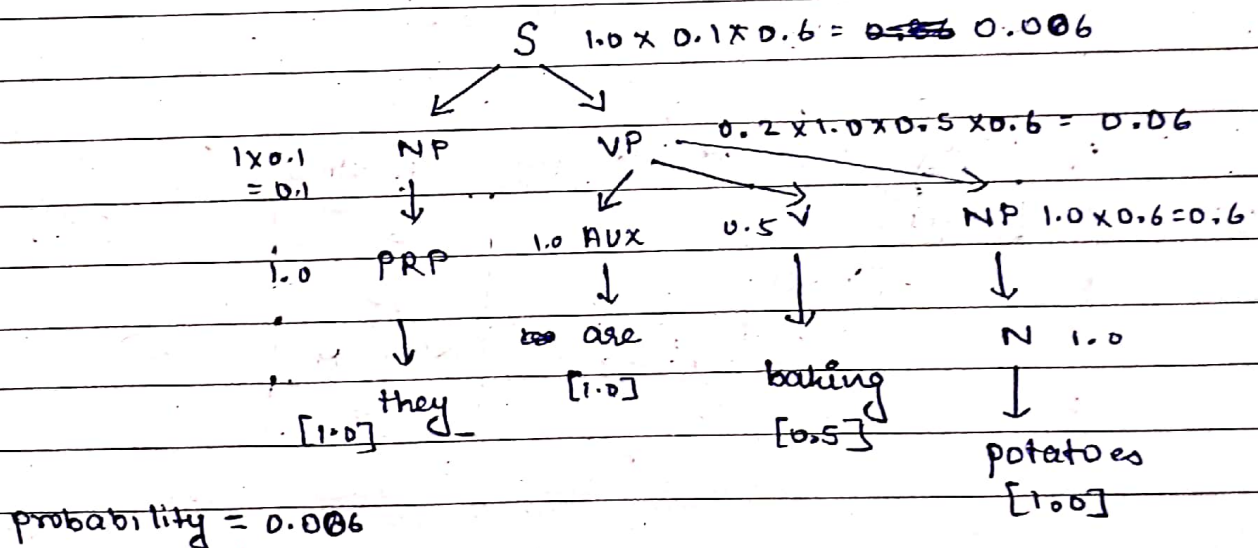 S 1.0 x 0.1 x 0.6 = 0.006
1x0.1 NP VP 0.2 x 1.0 x 0.5 x 0.6 = 0.06
= 0.1
1.0 PRP 1.0 AUX 0.5 V NP 1.0 x 0.6 = 0.6
are N 1.0
they [1.0] baking
[1.0] [0.5] potatoes
[1.0]
probability = 0.006